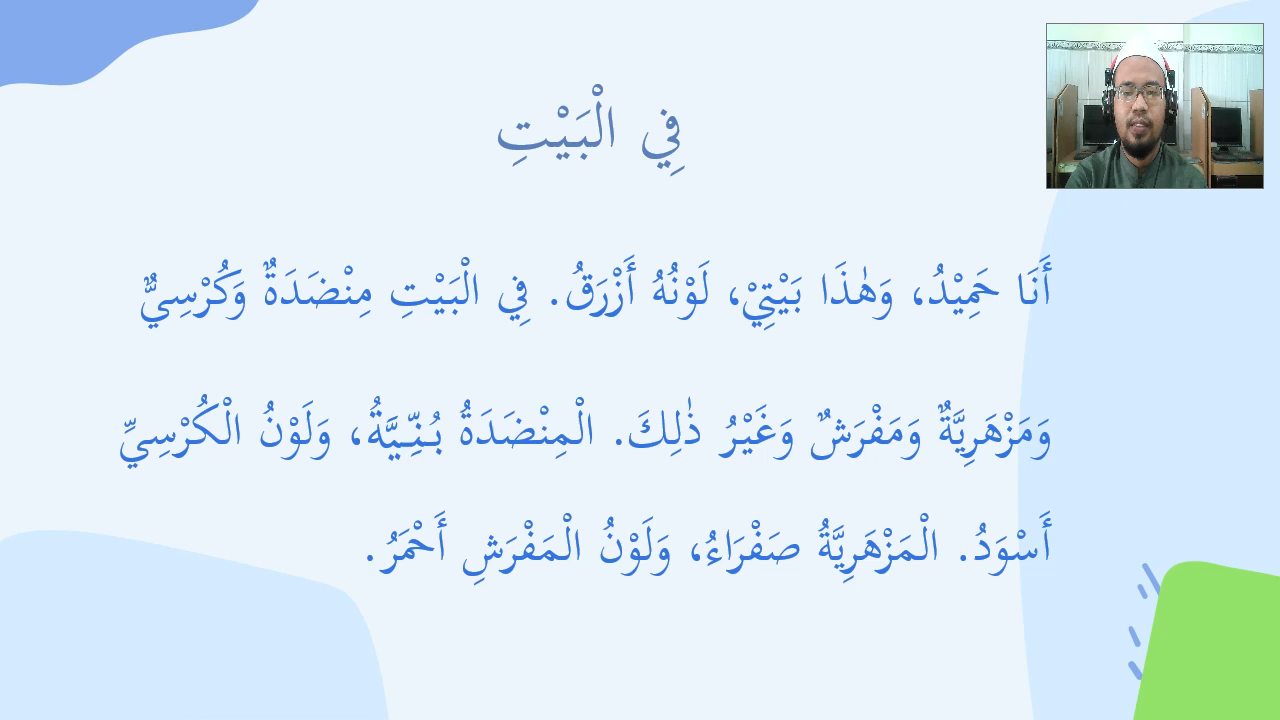 فِي الْبَيْتِ
أَنَا حَمِيْدُ، وَهٰذَا بَيْتِيْ، لَوْنُهُ أَزْرَقُ. فِي الْبَيْتِ مِنْضَدَةٌ وَكُرْسِيٌّ
وَمَزْهَرِيَّةٌ وَمَفْرَشٌ وَغَيْرُ ذٰلِكَ. الْمِنْضَدَةُ بُنِّيَّةُ، وَلَوْنُ الْكُرْسِيِّ
أَسْوَدُ. الْمَزْهَرِيَّةُ صَفْرَاءُ، وَلَوْنُ الْمَفْرَشِ أَحْمَرُ.